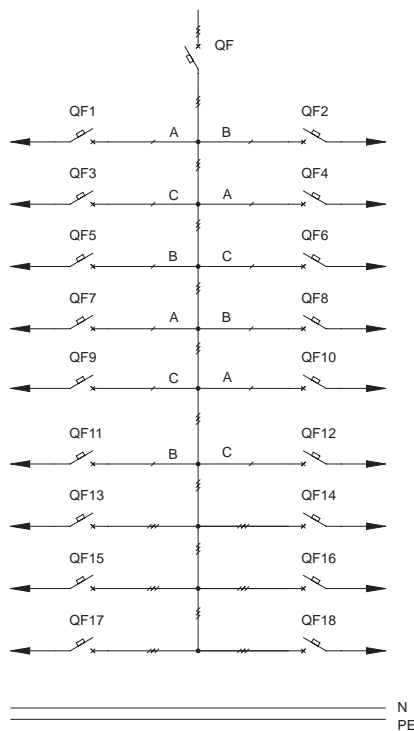 QF
QF1 A B QF2
QF3 C A QF4
QF5 B C QF6
QF7 A B QF8
QF9 C A QF10
QF11 B C QF12
QF13 QF14
QF15 QF16
QF17 QF18
N
PE